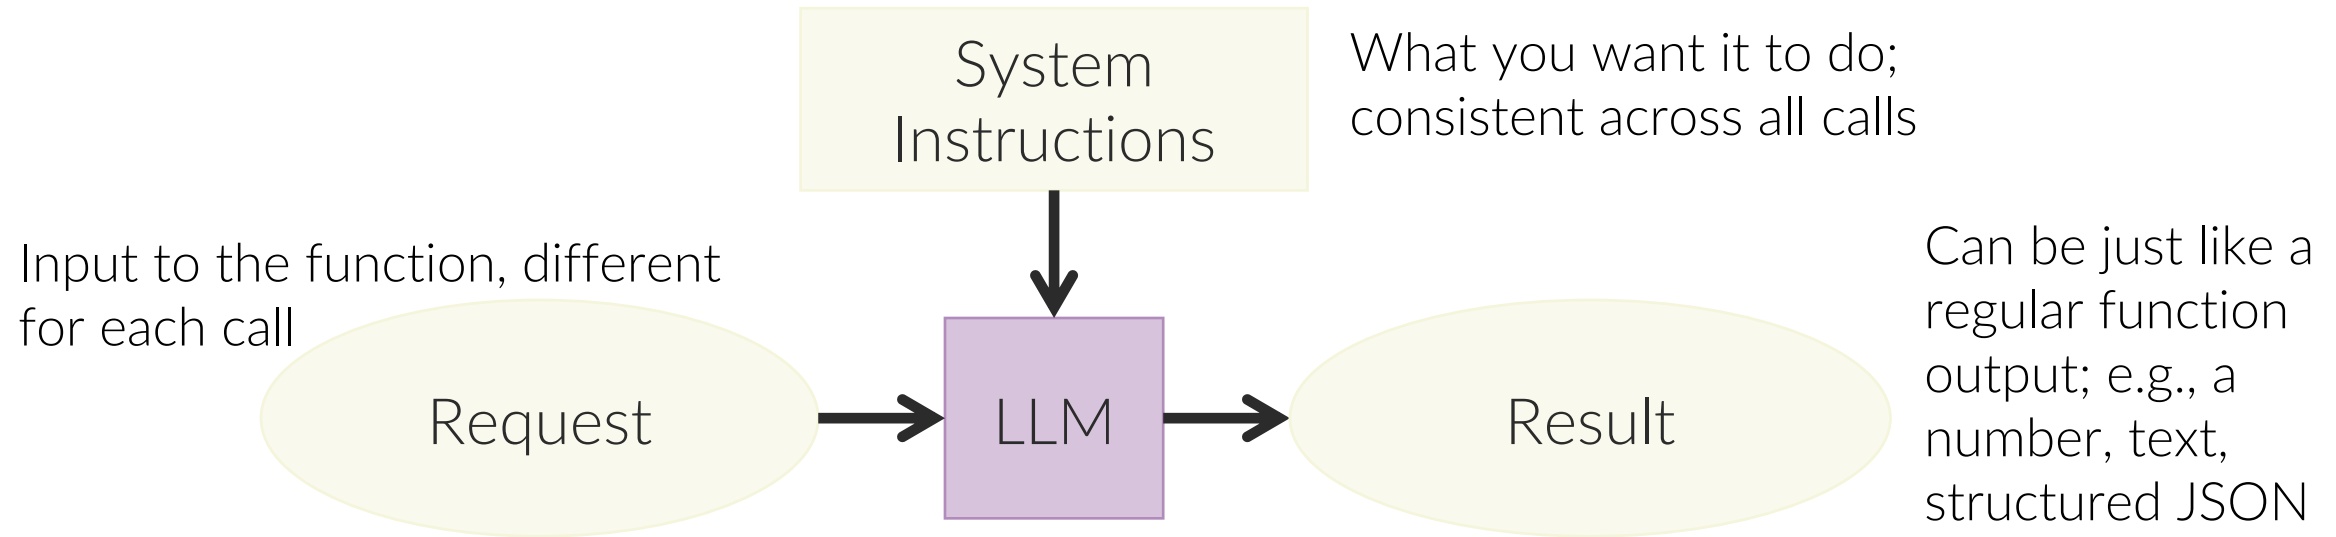 System
Instructions
What you want it to do;
consistent across all calls
Input to the function, different
for each call
Request
LLM
Result
Can be just like a
regular function
output; e.g., a
number, text,
structured JSON